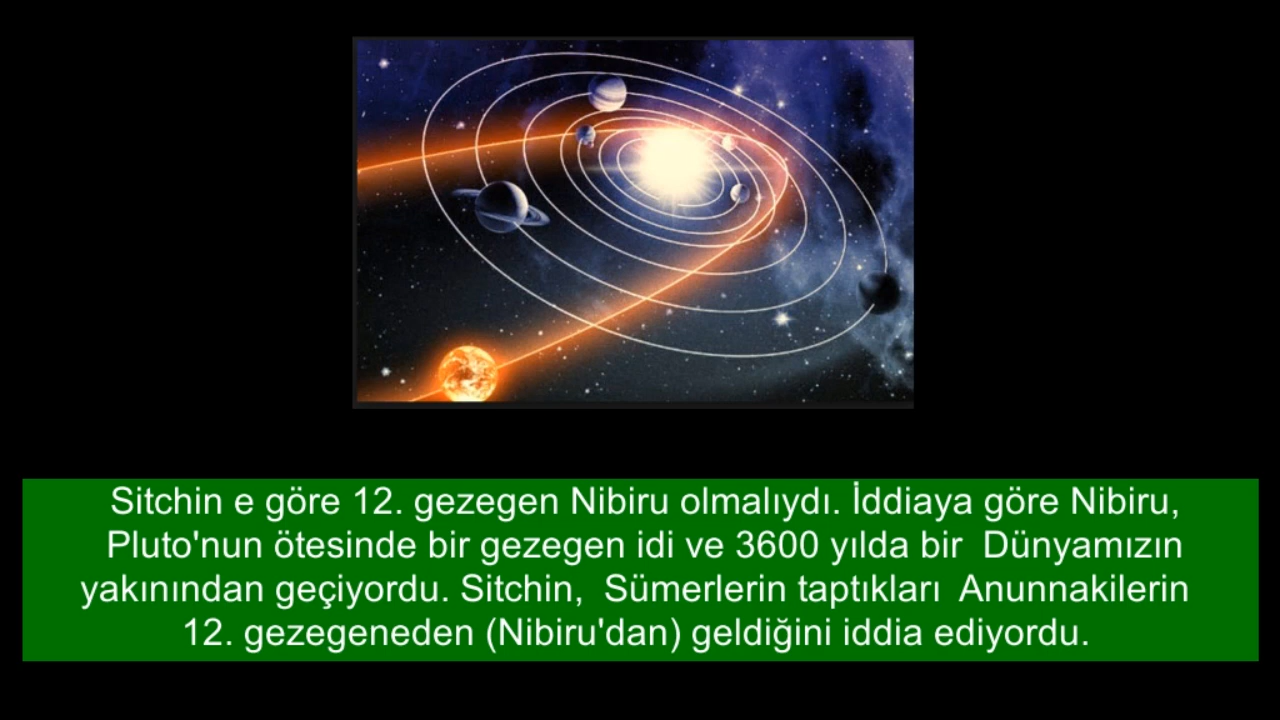 Sitchin e göre 12. gezegen Nibiru olmalıydı. İddiaya göre Nibiru,
Pluto'nun ötesinde bir gezegen idi ve 3600 yılda bir  Dünyamızın
yakınından geçiyordu. Sitchin,  Sümerlerin taptıkları  Anunnakilerin
12. gezegeneden (Nibiru'dan) geldiğini iddia ediyordu.